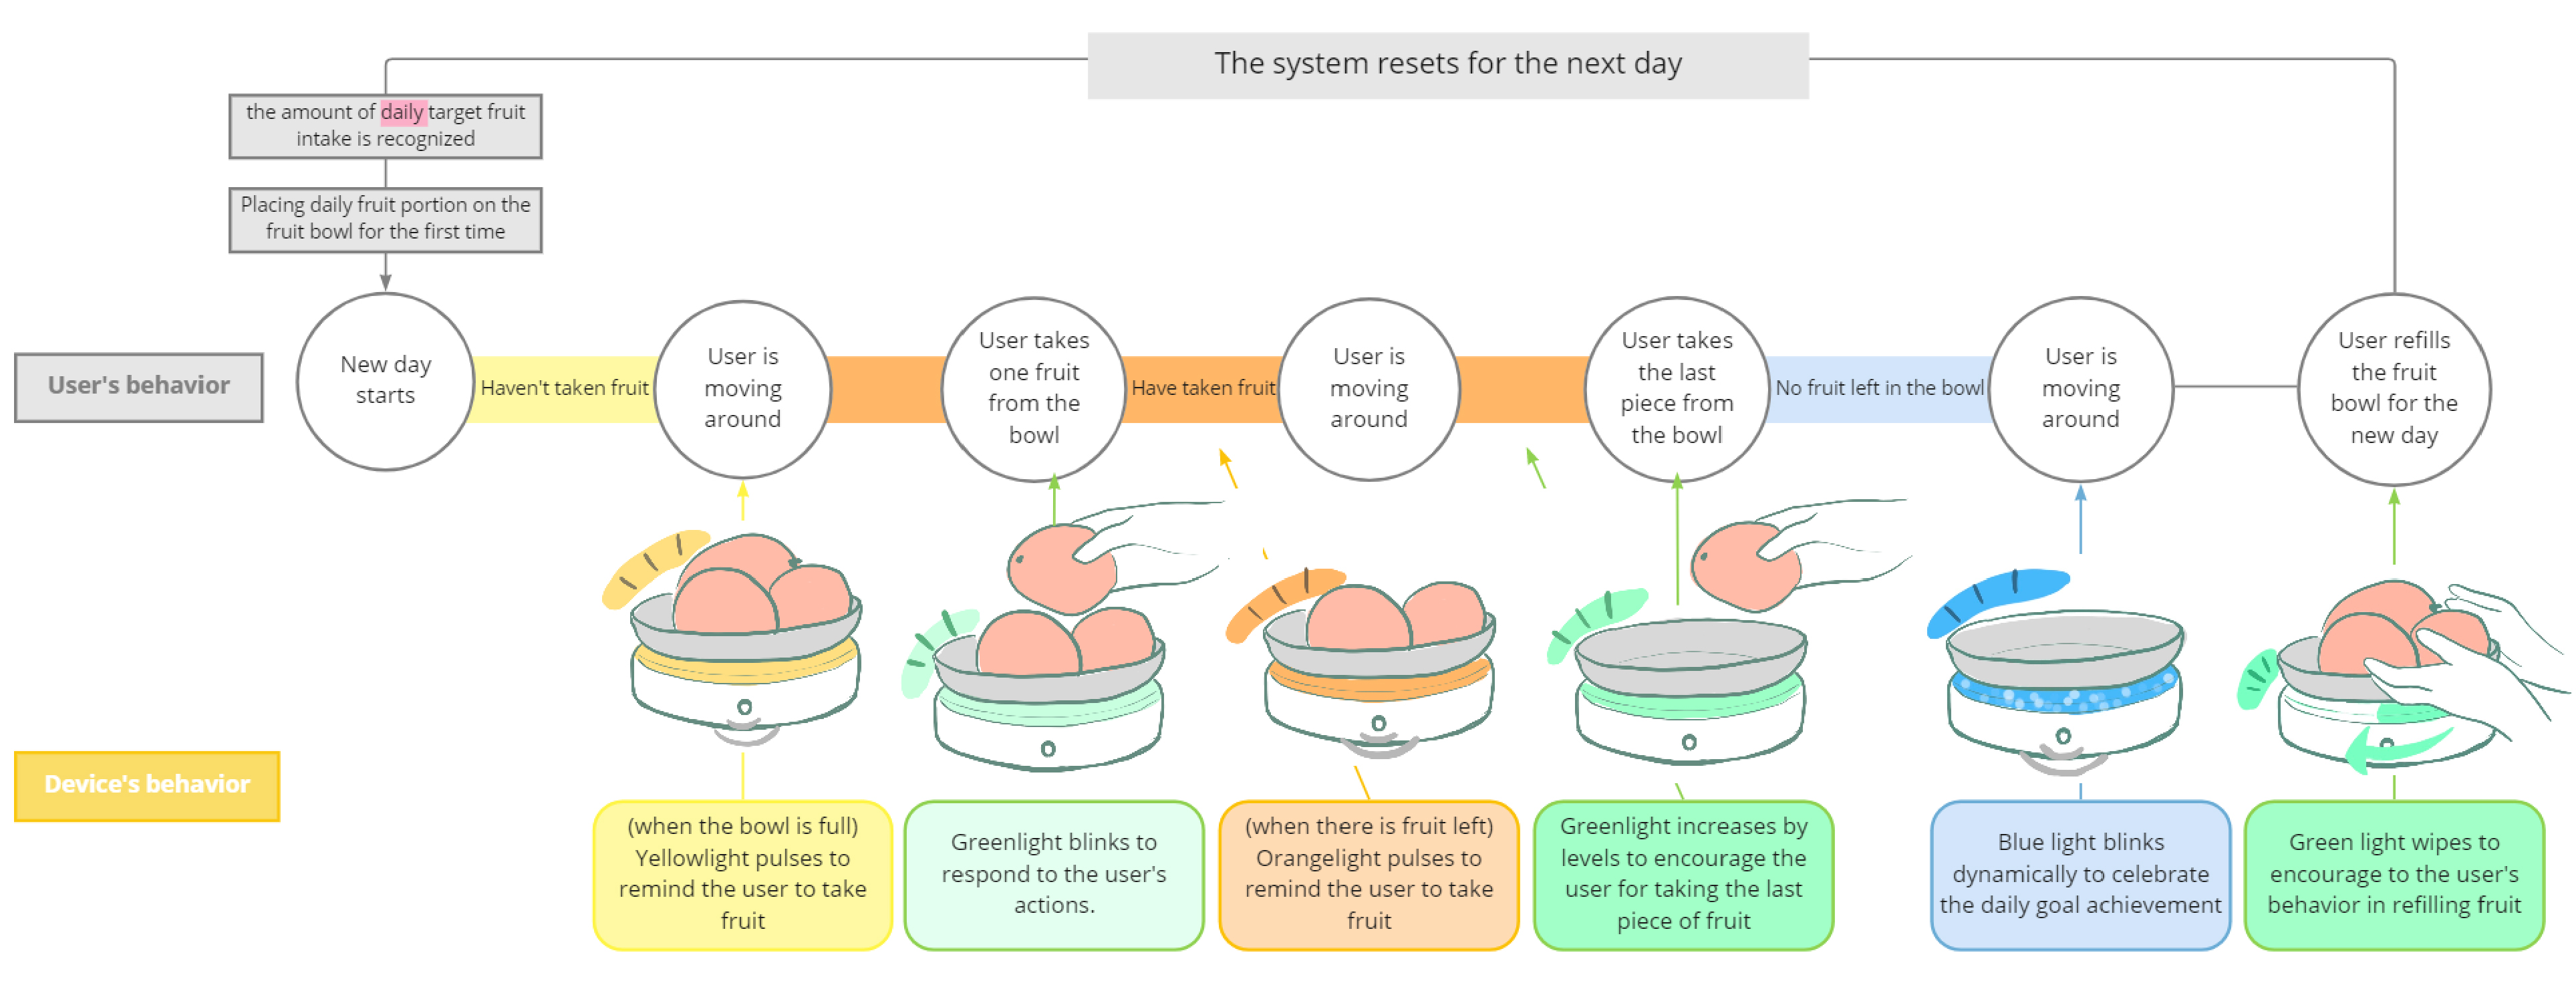 The system resets for the next day
the amount of daily target fruit
intake is recognized
Placing daily fruit portion on the
fruit bowl for the first time
User's behavior
New day
starts
Haven't taken fruit
User is
moving
around
User takes
one fruit
from the
bowl
Have taken fruit
User is
moving
around
User takes
the last
piece from
the bowl
No fruit left in the bowl
User is
moving
around
User refills
the fruit
bowl for the
new day
Device's behavior
(when the bowl is full)
Yellowlight pulses to
remind the user to take
fruit
Greenlight blinks to
respond to the user's
actions.
(when there is fruit left)
Orangelight pulses to
remind the user to take
fruit
Greenlight increases by
levels to encourage the
user for taking the last
piece of fruit
Blue light blinks
dynamically to celebrate
the daily goal achievement
Green light wipes to
encourage to the user's
behavior in refilling fruit